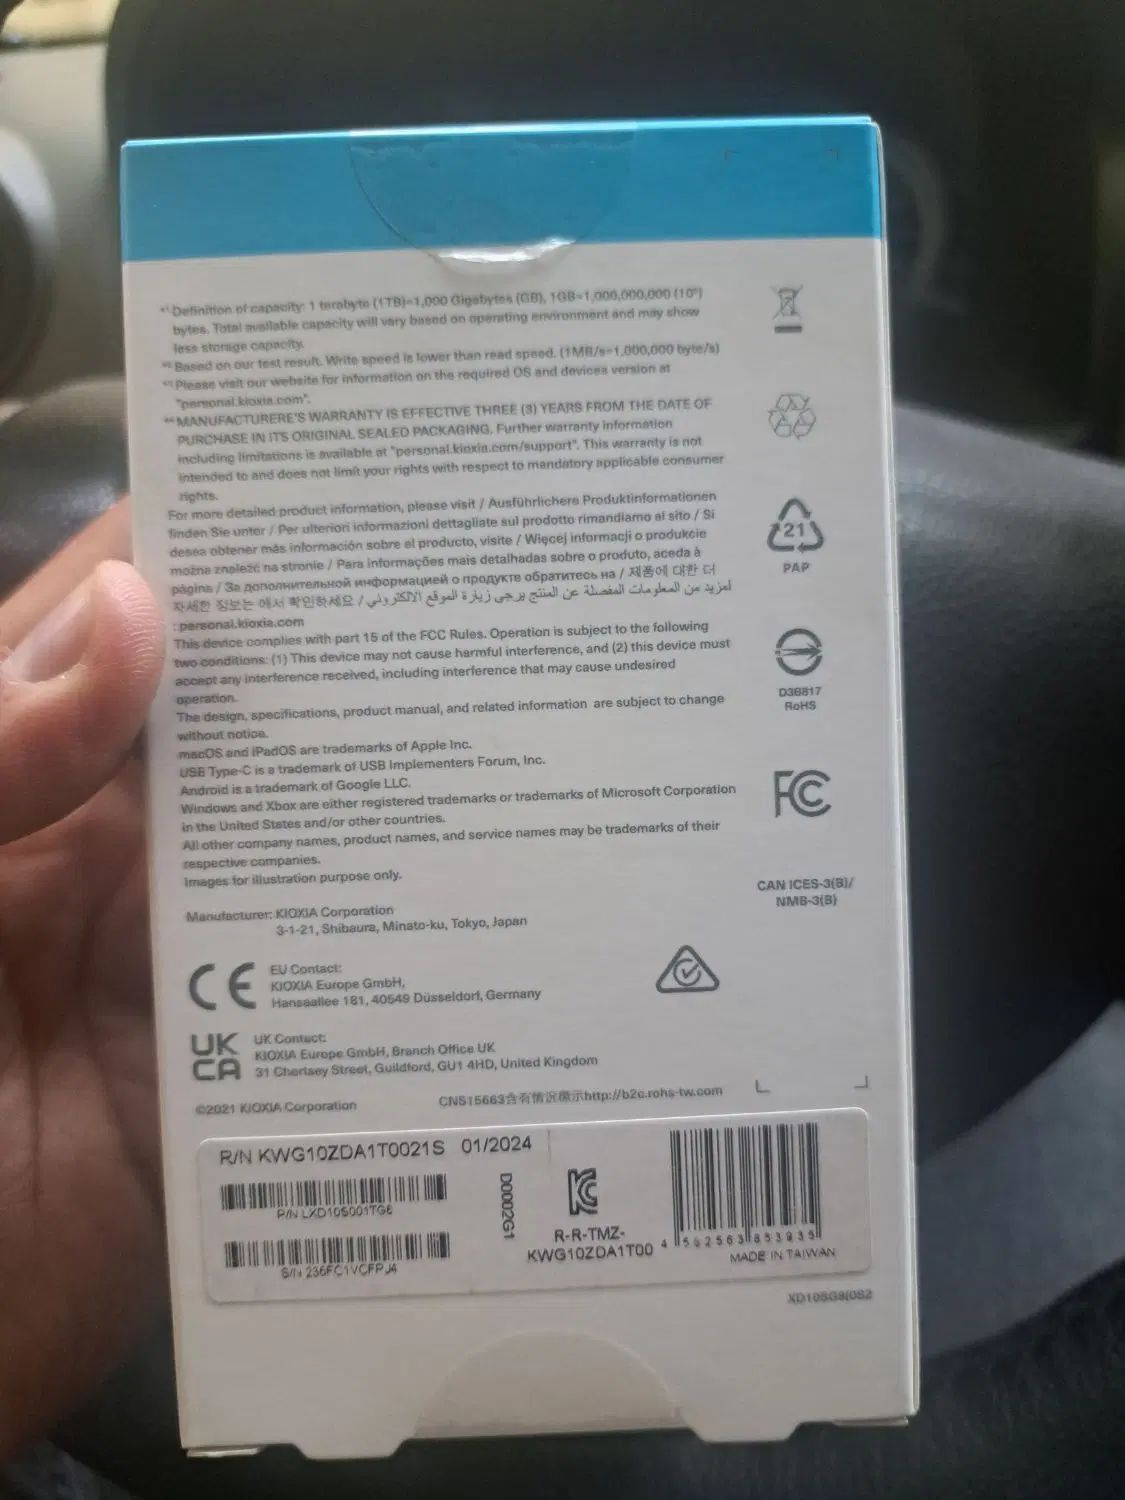 *1 Definition of capacity: 1 terabyte (1TB)=1,000 Gigabytes (GB), 1GB=1,000,000,000 (10⁹)
bytes. Total available capacity will vary based on operating environment and may show
less storage capacity.
*2 Based on our test result. Write speed is lower than read speed. (1MB/s=1,000,000 byte/s)
*3 Please visit our website for information on the required OS and devices version at
"personal.kioxia.com".
*4 MANUFACTURERE'S WARRANTY IS EFFECTIVE THREE (3) YEARS FROM THE DATE OF
PURCHASE IN ITS ORIGINAL SEALED PACKAGING. Further warranty information
including limitations is available at "personal.kioxia.com/support". This warranty is not
intended to and does not limit your rights with respect to mandatory applicable consumer
rights.
For more detailed product information, please visit / Ausführlichere Produktinformationen
finden Sie unter / Per ulteriori informazioni dettagliate sul prodotto rimandiamo al sito / Si
desea obtener más información sobre el producto, visite / Więcej informacji o produkcie
można znaleźć na stronie / Para informações mais detalhadas sobre o produto, aceda à
página / За дополнительной информацией о продукте обратитесь на / 제품에 대한 더
자세한 정보는 에서 확인하세요 / لمزيد من المعلومات المفصلة عن المنتج يرجى زيارة الموقع الالكتروني
: personal.kioxia.com
This device complies with part 15 of the FCC Rules. Operation is subject to the following
two conditions: (1) This device may not cause harmful interference, and (2) this device must
accept any interference received, including interference that may cause undesired
operation.
The design, specifications, product manual, and related information are subject to change
without notice.
macOS and iPadOS are trademarks of Apple Inc.
USB Type-C is a trademark of USB Implementers Forum, Inc.
Android is a trademark of Google LLC.
Windows and Xbox are either registered trademarks or trademarks of Microsoft Corporation
in the United States and/or other countries.
All other company names, product names, and service names may be trademarks of their
respective companies.
Images for illustration purpose only.
21
PAP
D36817
RoHS
FC
CAN ICES-3(B)/
NMB-3(B)
Manufacturer: KIOXIA Corporation
3-1-21, Shibaura, Minato-ku, Tokyo, Japan
CE
EU Contact:
KIOXIA Europe GmbH,
Hansaallee 181, 40549 Düsseldorf, Germany
UK
CA
UK Contact:
KIOXIA Europe GmbH, Branch Office UK
31 Chertsey Street, Guildford, GU1 4HD, United Kingdom
©2021 KIOXIA Corporation
CNS15663含有情況標示http://b2c.rohs-tw.com
R/N KWG10ZDA1T0021S 01/2024
P/N LXD10S001TG8
S/N 236FC1VCFPJ4
D0002G1
KC
R-R-TMZ-
KWG10ZDA1T00
4 582563 853935
MADE IN TAIWAN